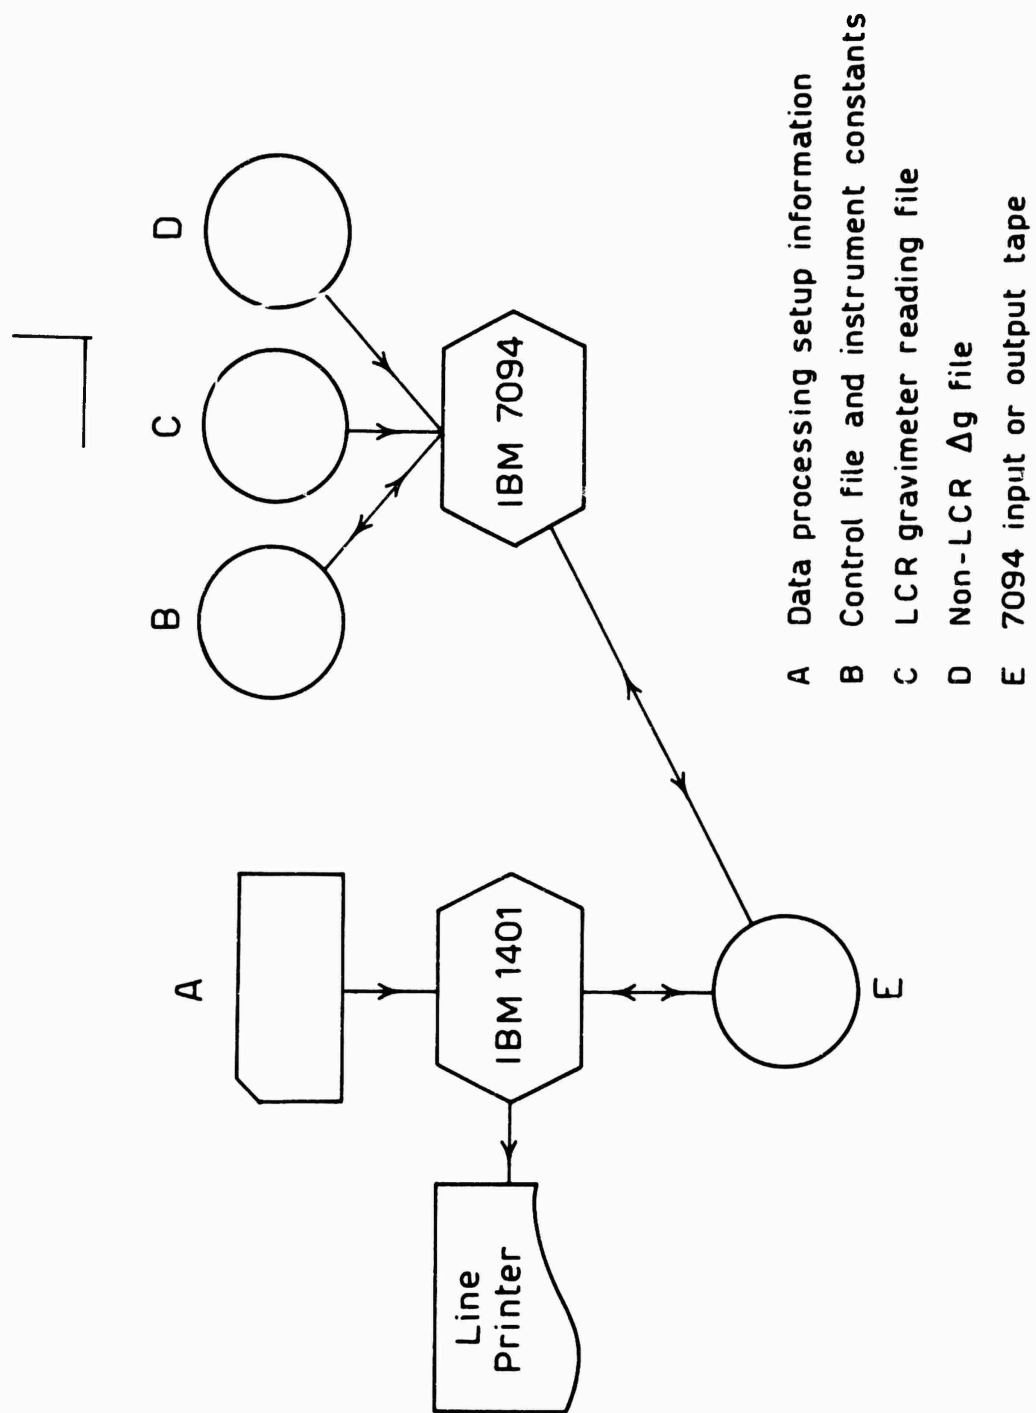 A
B
C
D
Line
Printer
IBM 1401
IBM 7094
E
A Data processing setup information
B Control file and instrument constants
C LCR gravimeter reading file
D Non-LCR Δg file
E 7094 input or output tape